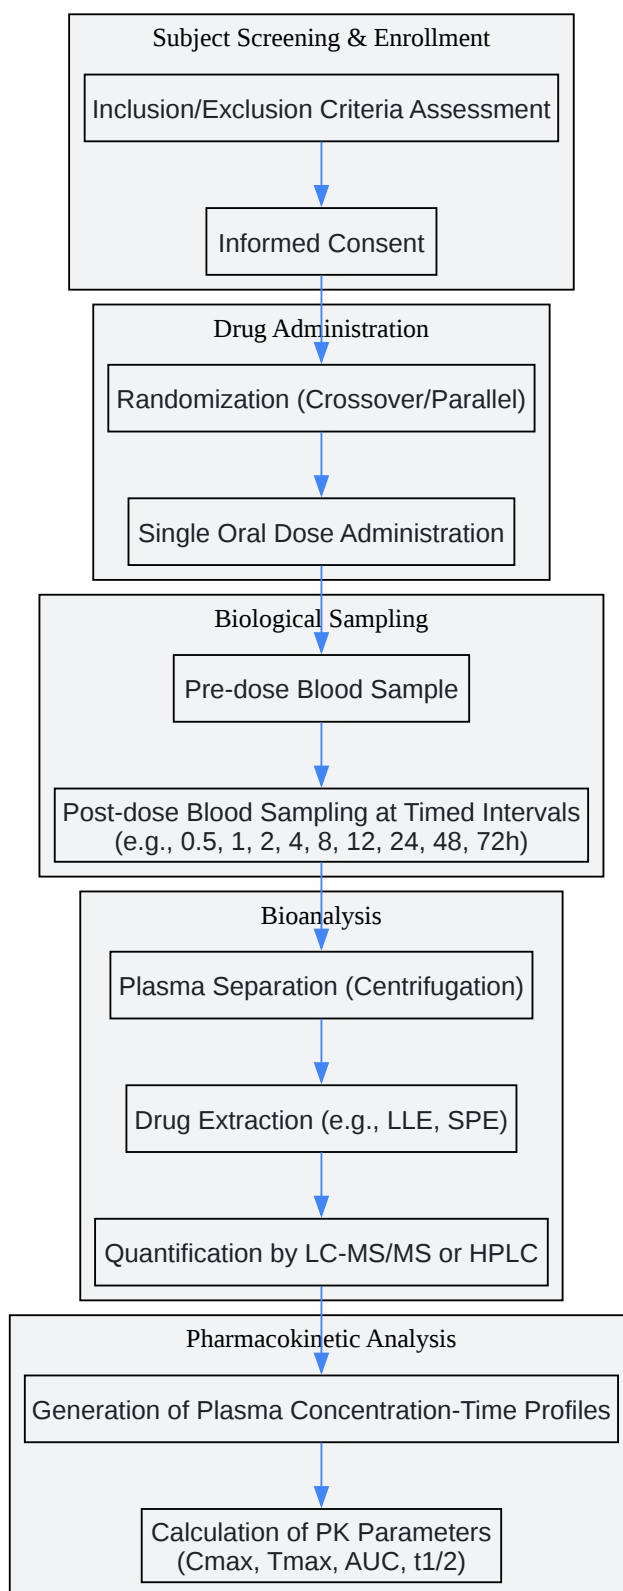 Subject Screening & Enrollment
Inclusion/Exclusion Criteria Assessment
Informed Consent
Drug Administration
Randomization (Crossover/Parallel)
Single Oral Dose Administration
Biological Sampling
Pre-dose Blood Sample
Post-dose Blood Sampling at Timed Intervals
(e.g., 0.5, 1, 2, 4, 8, 12, 24, 48, 72h)
Bioanalysis
Plasma Separation (Centrifugation)
Drug Extraction (e.g., LLE, SPE)
Quantification by LC-MS/MS or HPLC
Pharmacokinetic Analysis
Generation of Plasma Concentration-Time Profiles
Calculation of PK Parameters
(Cmax, Tmax, AUC, t1/2)